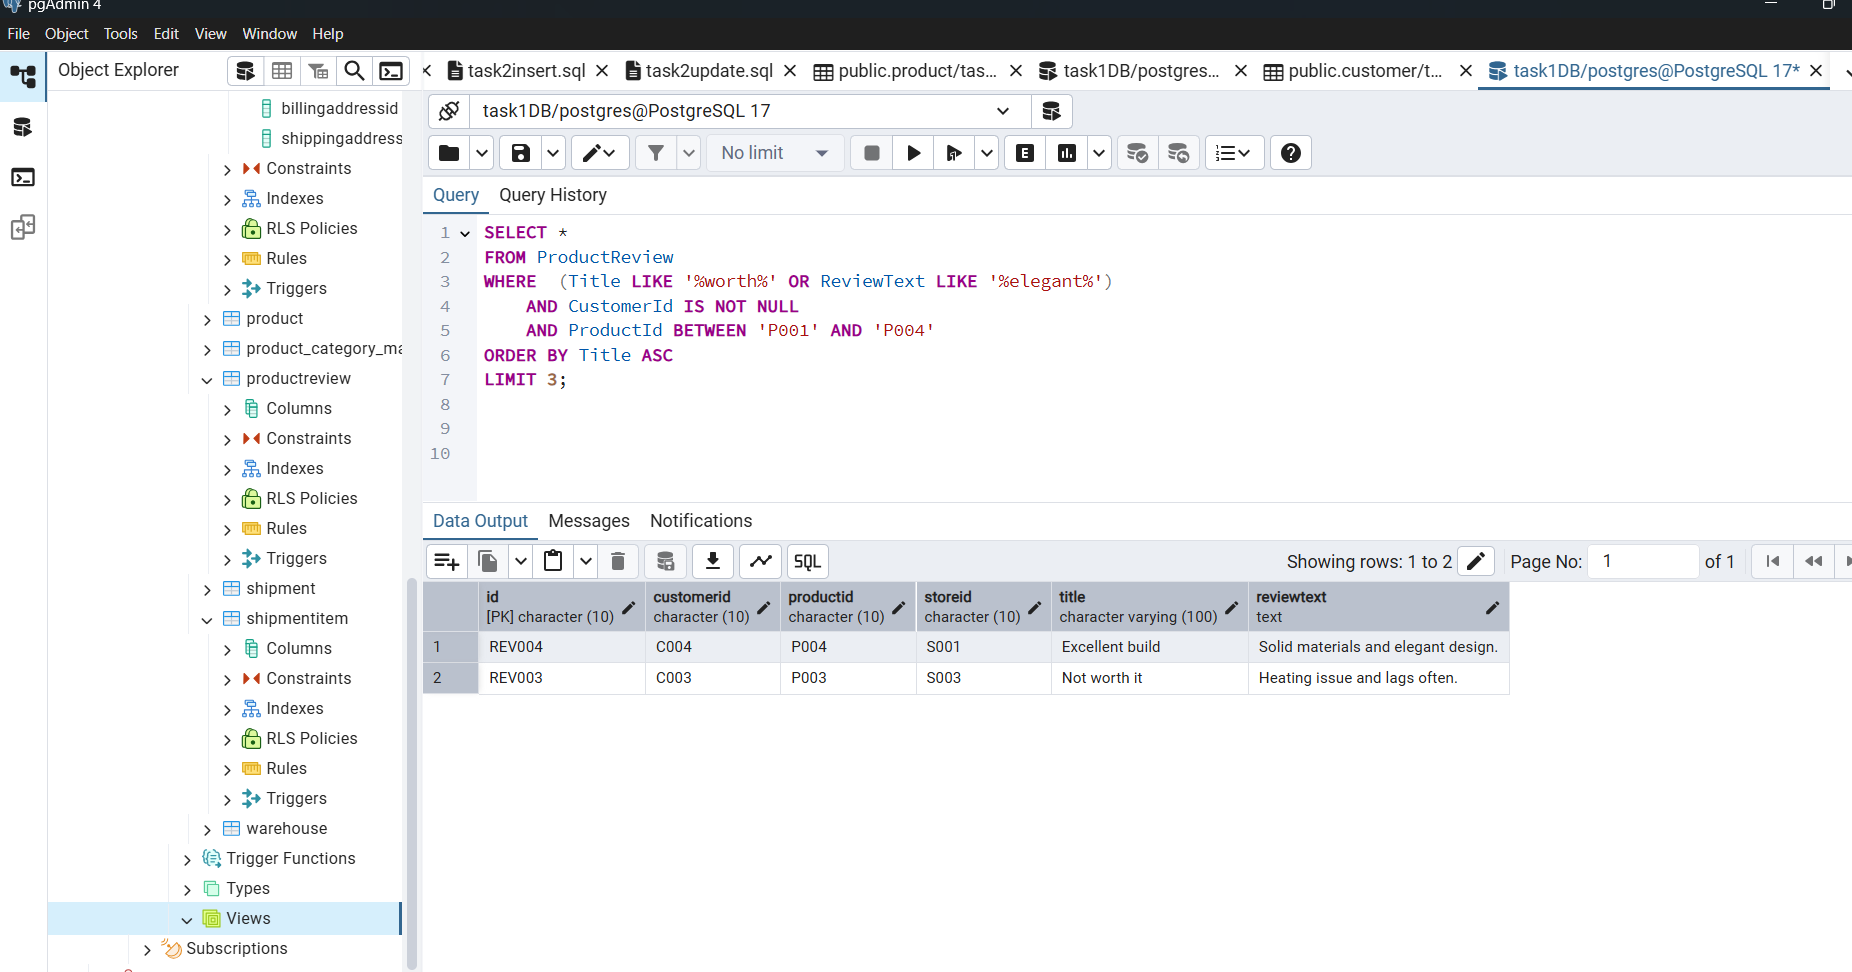 pgAdmin 4
File Object Tools Edit View Window Help
Object Explorer
task2insert.sql
task2update.sql
public.product/tas...
task1DB/postgres...
public.customer/t...
task1DB/postgres@PostgreSQL 17*
task1DB/postgres@PostgreSQL 17
No limit
E
Query Query History
1 SELECT *
2 FROM ProductReview
3 WHERE (Title LIKE '%worth%' OR ReviewText LIKE '%elegant%')
4 AND CustomerId IS NOT NULL
5 AND ProductId BETWEEN 'P001' AND 'P004'
6 ORDER BY Title ASC
7 LIMIT 3;
8
9
10
billingaddressid
shippingaddress
Constraints
Indexes
RLS Policies
Rules
Triggers
product
product_category_ma
productreview
Columns
Constraints
Indexes
RLS Policies
Rules
Triggers
shipment
shipmentitem
Columns
Constraints
Indexes
RLS Policies
Rules
Triggers
warehouse
Trigger Functions
Types
Views
Subscriptions
Data Output Messages Notifications
SQL
Showing rows: 1 to 2
Page No: 1 of 1
id customerid productid storeid title reviewtext
[PK] character (10) character (10) character (10) character (10) character varying (100) text
1 REV004 C004 P004 S001 Excellent build Solid materials and elegant design.
2 REV003 C003 P003 S003 Not worth it Heating issue and lags often.